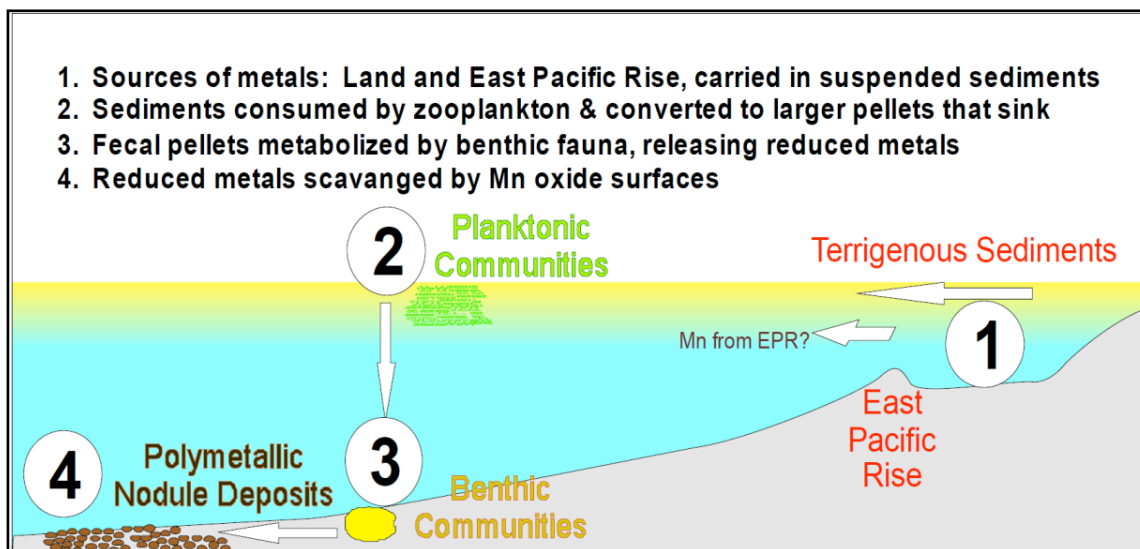 1. Sources of metals: Land and East Pacific Rise, carried in suspended sediments
2. Sediments consumed by zooplankton & converted to larger pellets that sink
3. Fecal pellets metabolized by benthic fauna, releasing reduced metals
4. Reduced metals scavanged by Mn oxide surfaces
2
Planktonic
Communities
Terrigenous Sediments
Mn from EPR?
1
East
Pacific
Rise
4
Polymetallic
Nodule Deposits
3
Benthic
Communities